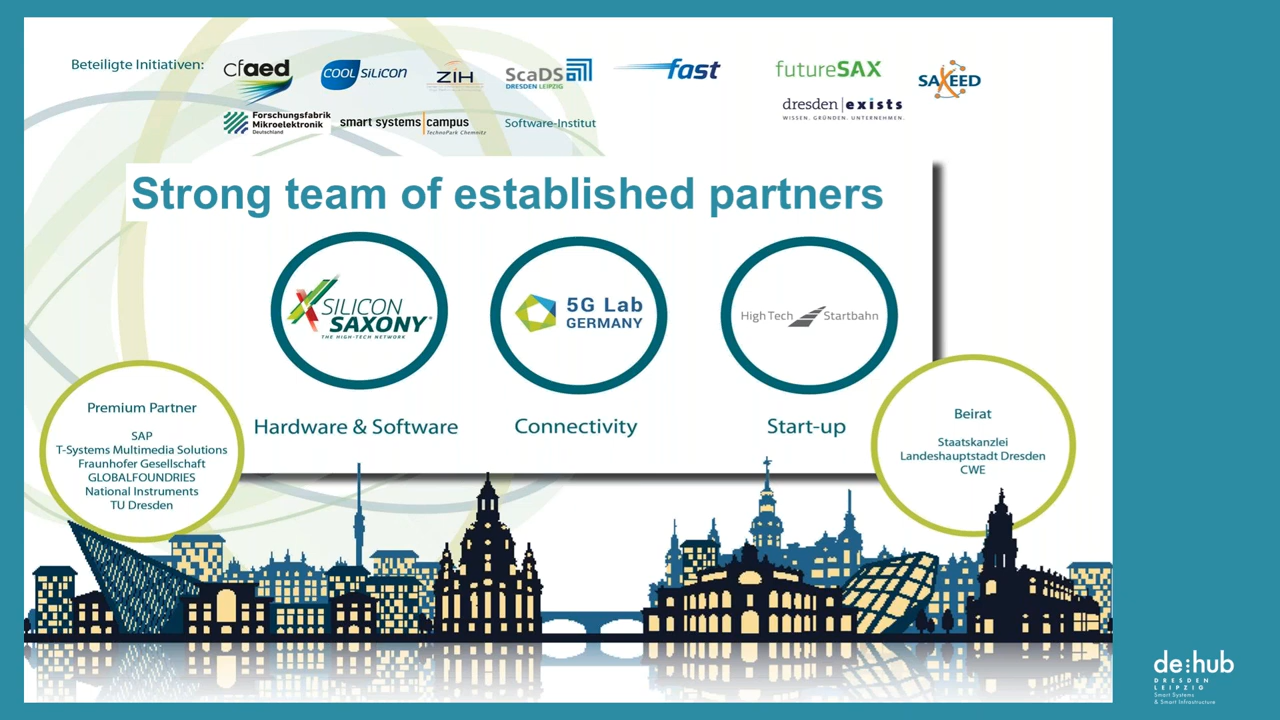 Beteiligte Initiativen:
cfaed
COOL SILICON
ZIH
ScaDS
DRESDEN LEIPZIG
fast
futureSAX
SAXEED
dresden|exists
WISSEN. GRÜNDEN. UNTERNEHMEN.
Forschungsfabrik
Mikroelektronik
Deutschland
smart systems campus
TechnoPark Chemnitz
Software-Institut
Strong team of established partners
SILICON
SAXONY
THE HIGH-TECH NETWORK
5G Lab
GERMANY
HighTech Startbahn
Hardware & Software
Connectivity
Start-up
Premium Partner
SAP
T-Systems Multimedia Solutions
Fraunhofer Gesellschaft
GLOBALFOUNDRIES
National Instruments
TU Dresden
Beirat
Staatskanzlei
Landeshauptstadt Dresden
CWE
de:hub
DRESDEN
LEIPZIG
Smart Systems
& Smart Infrastructure